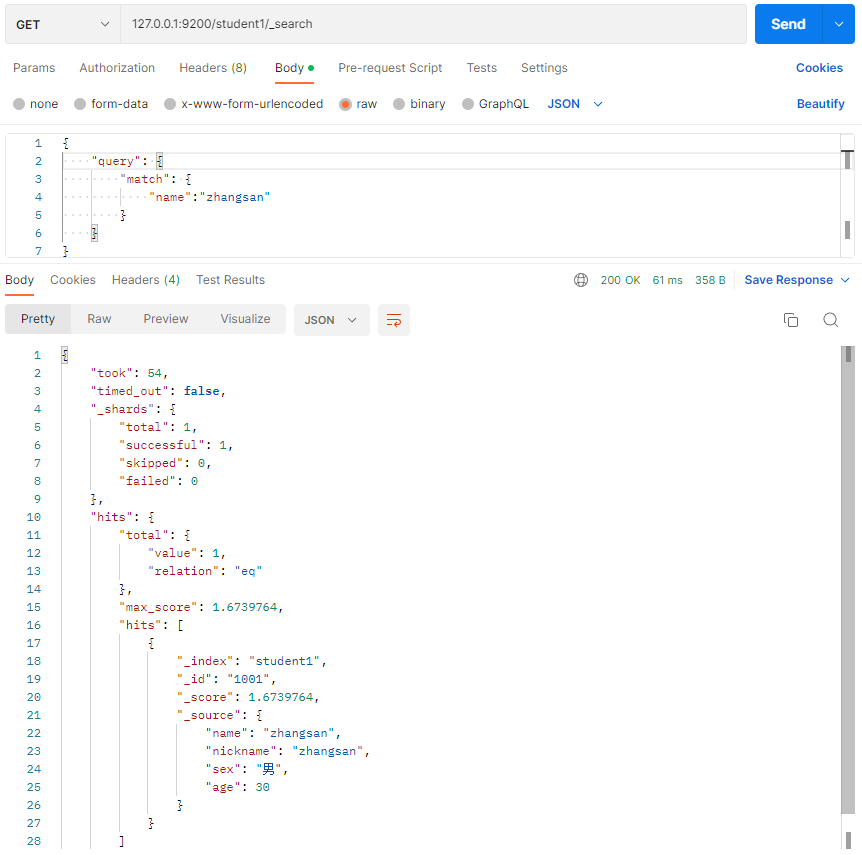 GET 127.0.0.1:9200/student1/_search Send
Params Authorization Headers (8) Body Pre-request Script Tests Settings Cookies
none form-data x-www-form-urlencoded raw binary GraphQL JSON Beautify
1 {
2 "query": {
3 "match": {
4 "name":"zhangsan"
5 }
6 }
7 }
Body Cookies Headers (4) Test Results 200 OK 61 ms 358 B Save Response
Pretty Raw Preview Visualize JSON
1 {
2 "took": 54,
3 "timed_out": false,
4 "_shards": {
5 "total": 1,
6 "successful": 1,
7 "skipped": 0,
8 "failed": 0
9 },
10 "hits": {
11 "total": {
12 "value": 1,
13 "relation": "eq"
14 },
15 "max_score": 1.6739764,
16 "hits": [
17 {
18 "_index": "student1",
19 "_id": "1001",
20 "_score": 1.6739764,
21 "_source": {
22 "name": "zhangsan",
23 "nickname": "zhangsan",
24 "sex": "男",
25 "age": 30
26 }
27 }
28 ]